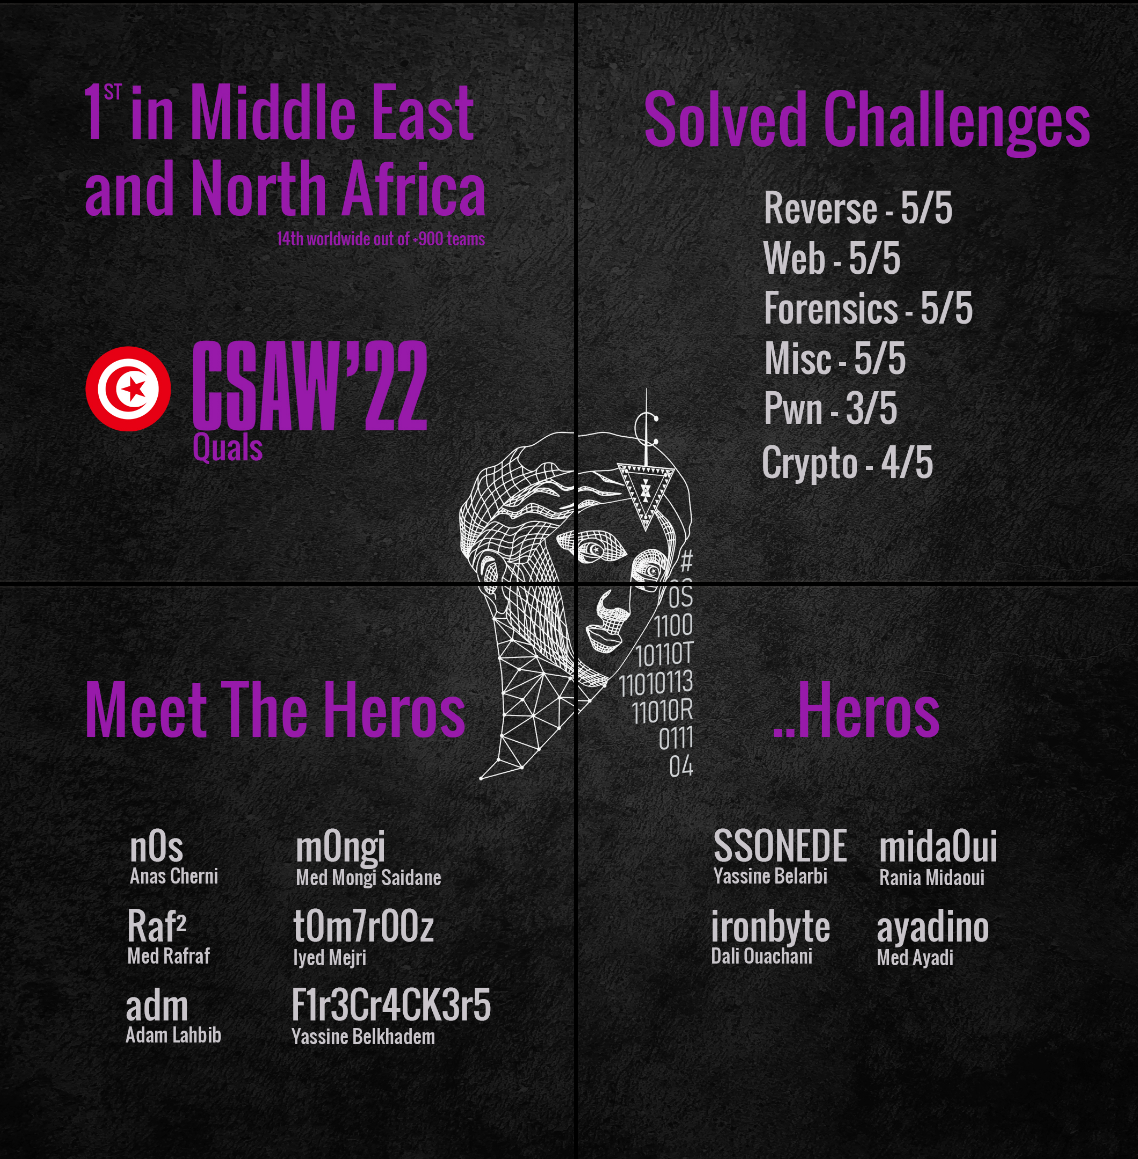 1ST in Middle East
and North Africa
14th worldwide out of +900 teams
CSAW'22
Quals
Solved Challenges
Reverse - 5/5
Web - 5/5
Forensics - 5/5
Misc - 5/5
Pwn - 3/5
Crypto - 4/5
#
0S
1100
10110T
11010113
11010R
0111
04
Meet The Heros
n0s
Anas Cherni
m0ngi
Med Mongi Saidane
Raf²
Med Rafraf
t0m7r00z
Iyed Mejri
adm
Adam Lahbib
F1r3Cr4CK3r5
Yassine Belkhadem
..Heros
SSONEDE
Yassine Belarbi
mida0ui
Rania Midaoui
ironbyte
Dali Ouachani
ayadino
Med Ayadi